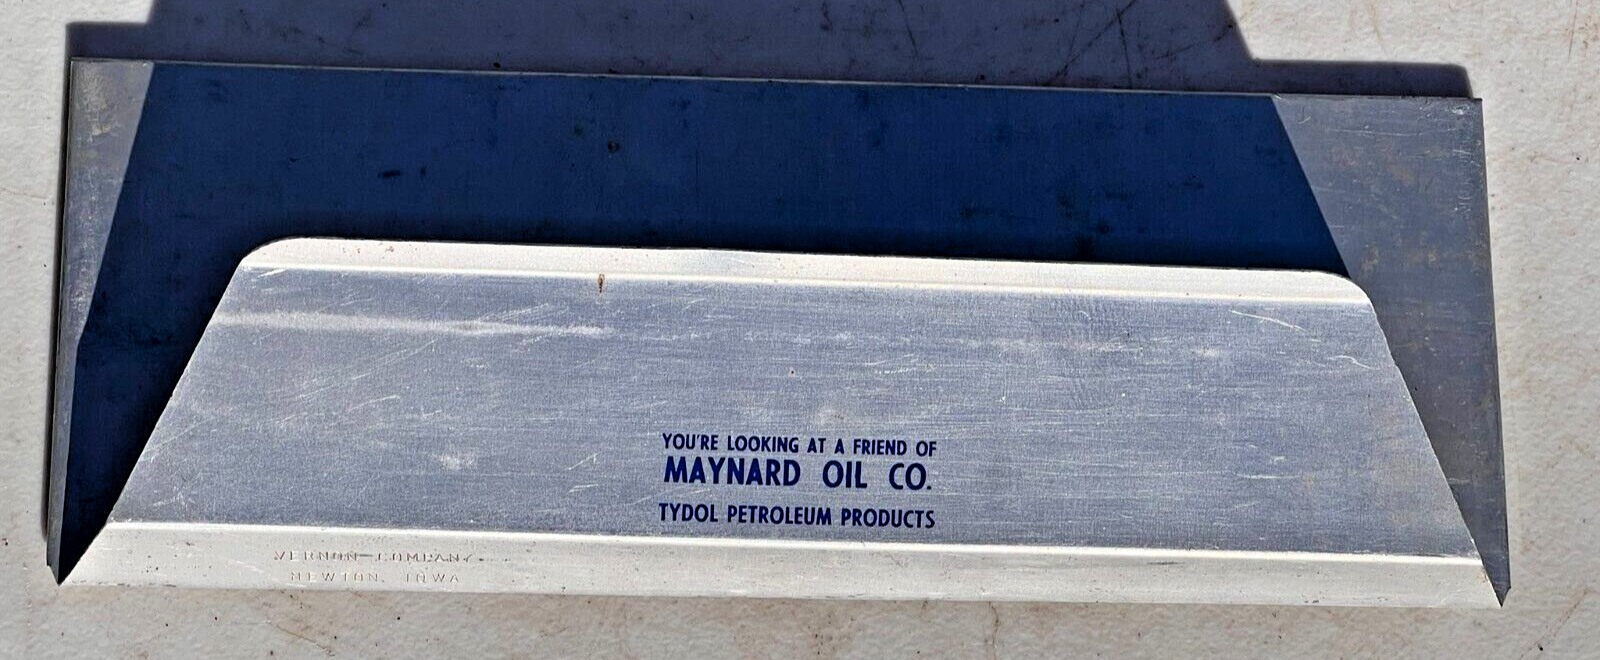 YOU'RE LOOKING AT A FRIEND OF
MAYNARD OIL CO.
TYDOL PETROLEUM PRODUCTS
VERNON COMPANY
NEWTON, IOWA